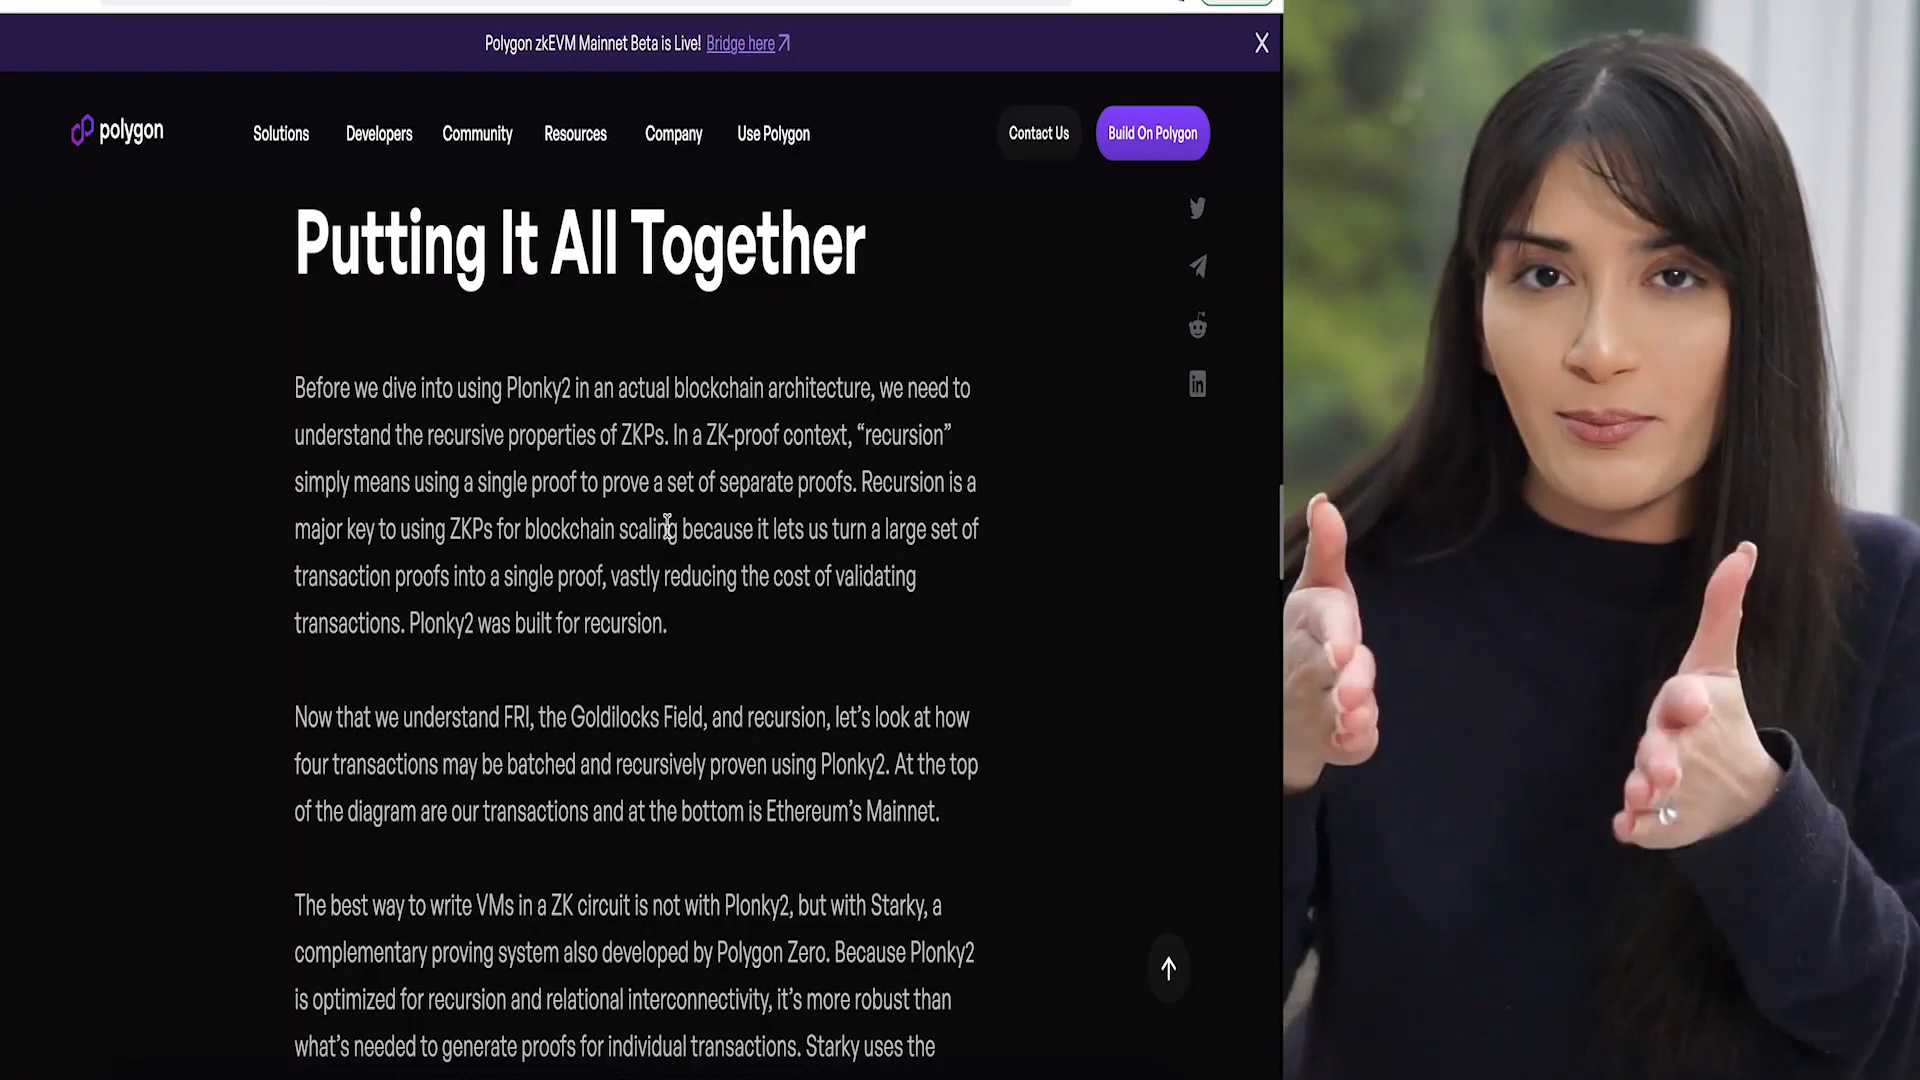 Polygon zkEVM Mainnet Beta is Live! Bridge here
X
polygon
Solutions Developers Community Resources Company Use Polygon Contact Us Build On Polygon
Putting It All Together
Before we dive into using Plonky2 in an actual blockchain architecture, we need to
understand the recursive properties of ZKPs. In a ZK-proof context, “recursion”
simply means using a single proof to prove a set of separate proofs. Recursion is a
major key to using ZKPs for blockchain scaling because it lets us turn a large set of
transaction proofs into a single proof, vastly reducing the cost of validating
transactions. Plonky2 was built for recursion.
Now that we understand FRI, the Goldilocks Field, and recursion, let’s look at how
four transactions may be batched and recursively proven using Plonky2. At the top
of the diagram are our transactions and at the bottom is Ethereum’s Mainnet.
The best way to write VMs in a ZK circuit is not with Plonky2, but with Starky, a
complementary proving system also developed by Polygon Zero. Because Plonky2
is optimized for recursion and relational interconnectivity, it’s more robust than
what’s needed to generate proofs for individual transactions. Starky uses the